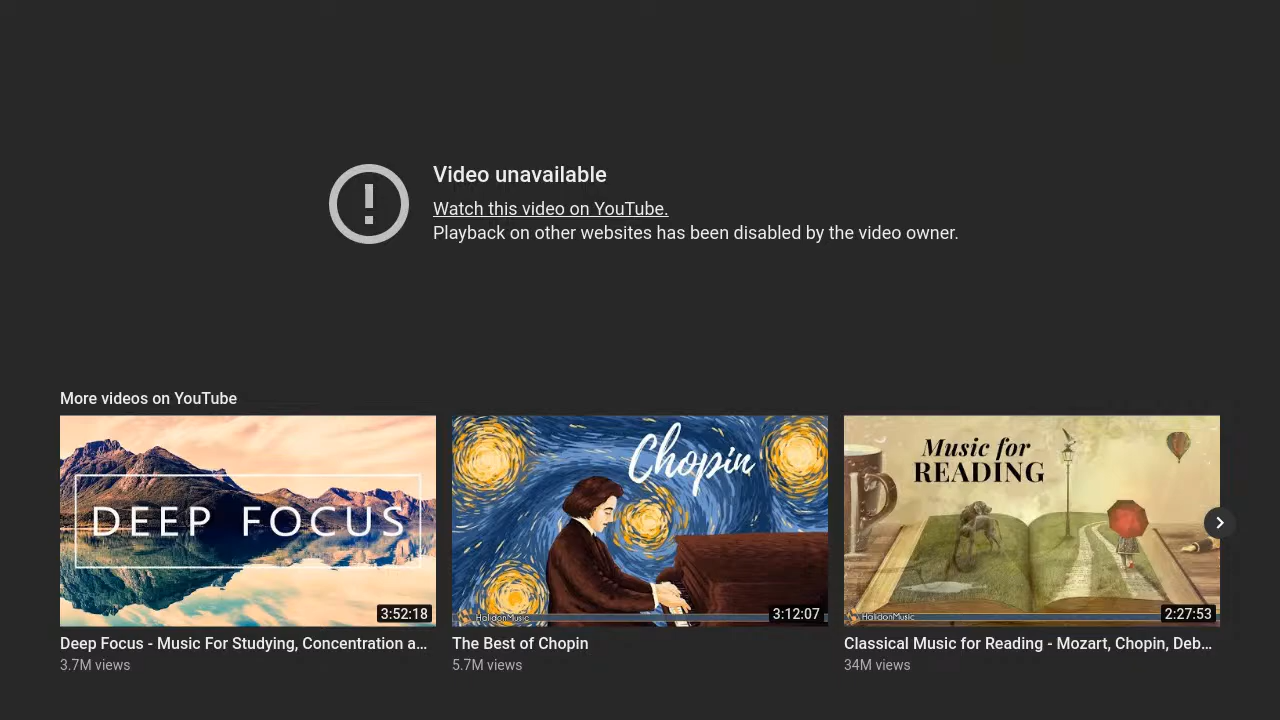 Video unavailable
Watch this video on YouTube.
Playback on other websites has been disabled by the video owner.
More videos on YouTube
DEEP FOCUS
3:52:18
Chopin
HalidonMusic
3:12:07
Music for
READING
HalidonMusic
2:27:53
Deep Focus - Music For Studying, Concentration a...
3.7M views
The Best of Chopin
5.7M views
Classical Music for Reading - Mozart, Chopin, Deb...
34M views